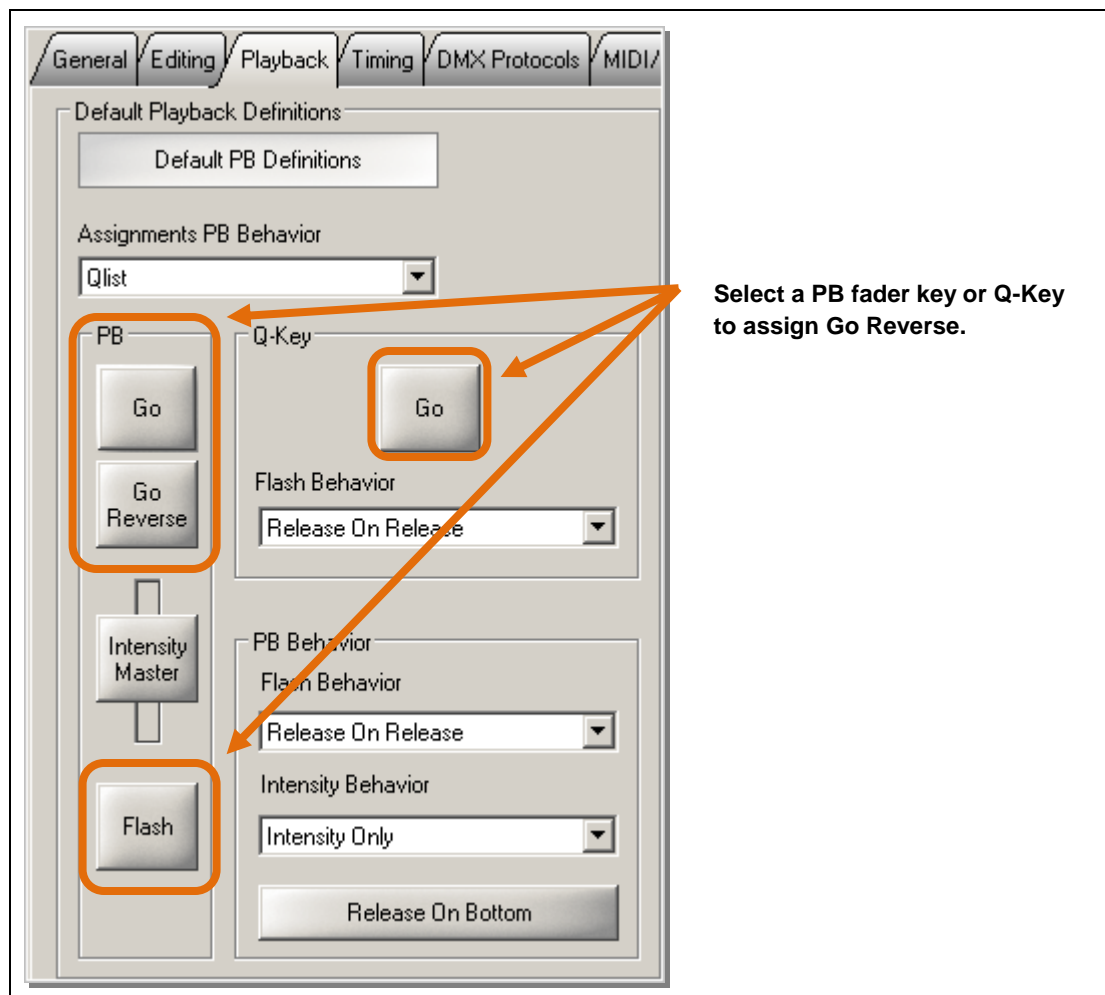 General Editing Playback Timing DMX Protocols MIDI/
Default Playback Definitions
Default PB Definitions
Assignments PB Behavior
Qlist
PB
Go
Go
Reverse
Intensity
Master
Flash
Q-Key
Go
Flash Behavior
Release On Release
PB Behavior
Flash Behavior
Release On Release
Intensity Behavior
Intensity Only
Release On Bottom
Select a PB fader key or Q-Key
to assign Go Reverse.